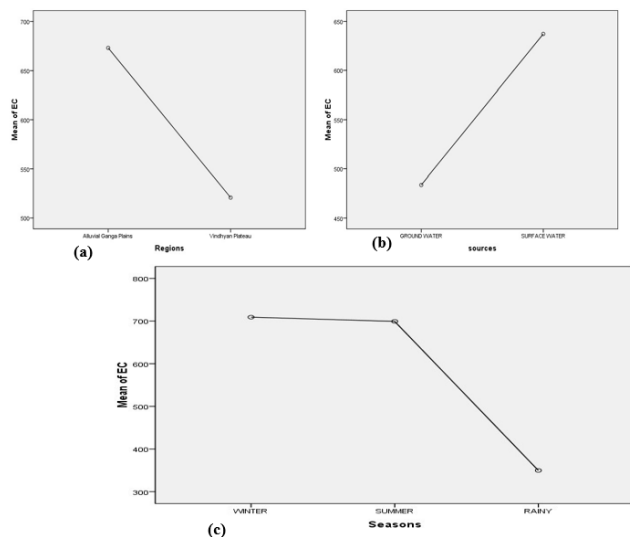 700
650
600
550
500
Mean of EC
Alluvial Ganga Plains
Vindhyan Plateau
(a)
Regions
650
600
550
500
450
Mean of EC
GROUND WATER
SURFACE WATER
(b)
sources
800
700
600
500
400
300
Mean of EC
WINTER
SUMMER
RAINY
(c)
Seasons